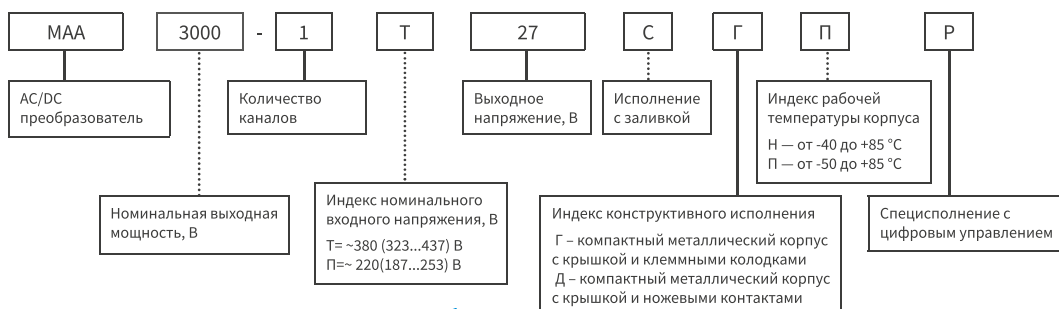 МАА 3000 - 1 Т 27 С Г П Р
AC/DC
преобразователь
Количество
каналов
Выходное
напряжение, В
Исполнение
с заливкой
Индекс рабочей
температуры корпуса
Н — от -40 до +85 °C
П — от -50 до +85 °C
Номинальная выходная
мощность, В
Индекс номинального
входного напряжения, В
Т= ~380 (323...437) В
П=~ 220(187...253) В
Индекс конструктивного исполнения
Г – компактный металлический корпус
с крышкой и клеммными колодками
Д – компактный металлический корпус
с крышкой и ножевыми контактами
Специсполнение с
цифровым управлением